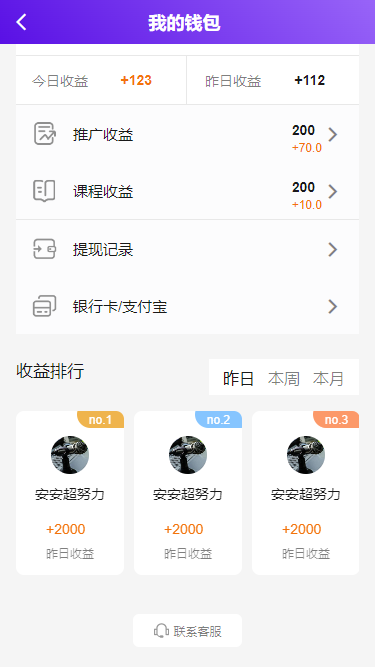 我的钱包
今日收益 +123 昨日收益 +112
推广收益 200
+70.0
课程收益 200
+10.0
提现记录
银行卡/支付宝
收益排行 昨日 本周 本月
no.1 no.2 no.3
安安超努力 安安超努力 安安超努力
+2000 +2000 +2000
昨日收益 昨日收益 昨日收益
联系客服